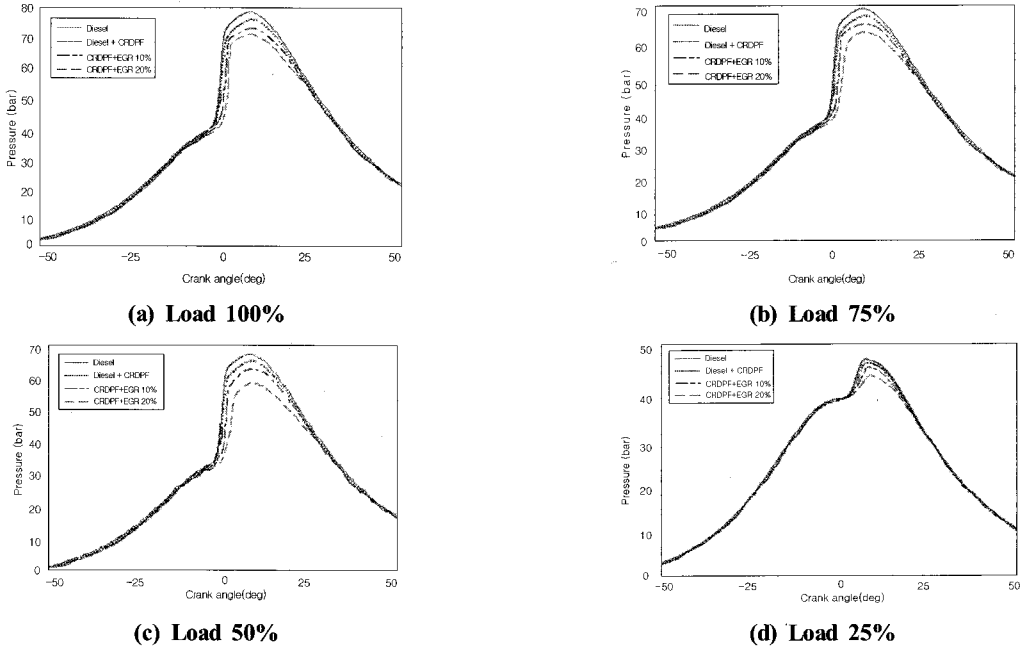 80
70
60
50
40
30
20
10
0
Pressure (bar)
Diesel
Diesel + CRDPF
CRDPF+EGR 10%
CRDPF+EGR 20%
-50
-25
0
25
50
Crank angle(deg)
(a) Load 100%
70
60
50
40
30
20
10
0
Pressure (bar)
Diesel
Diesel + CRDPF
CRDPF+EGR 10%
CRDPF+EGR 20%
-50
-25
0
25
50
Crank angle(deg)
(b) Load 75%
70
60
50
40
30
20
10
0
Pressure (bar)
Diesel
Diesel + CRDPF
CRDPF+EGR 10%
CRDPF+EGR 20%
-50
-25
0
25
50
Crank angle(deg)
(c) Load 50%
50
40
30
20
10
0
Pressure (bar)
Diesel
Diesel + CRDPF
CRDPF+EGR 10%
CRDPF+EGR 20%
-50
-25
0
25
50
Crank angle(deg)
(d) Load 25%